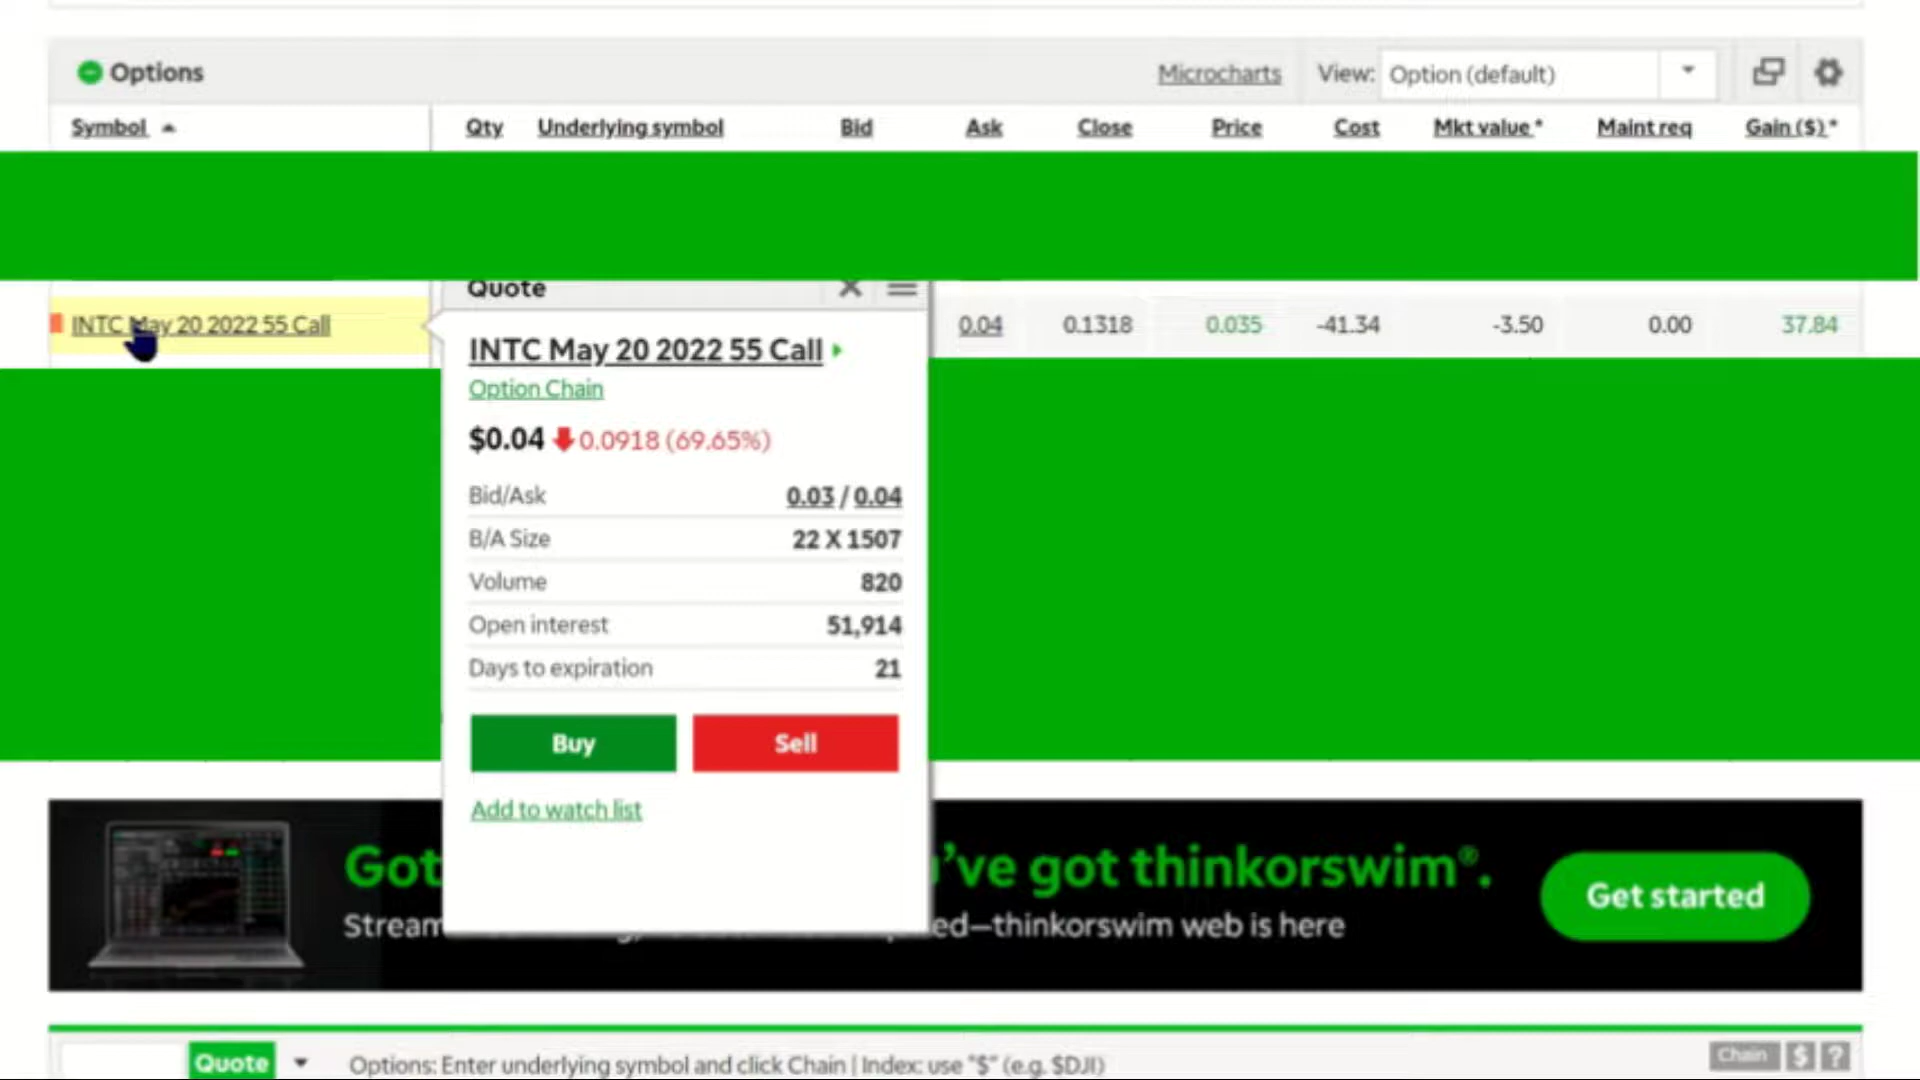 Options Microcharts View: Option (default)
Symbol Qty Underlying symbol Bid Ask Close Price Cost Mkt value * Maint req Gain ($) *
Quote
INTC May 20 2022 55 Call 0.04 0.1318 0.035 -41.34 -3.50 0.00 37.84
INTC May 20 2022 55 Call
Option Chain
$0.04 0.0918 (69.65%)
Bid/Ask 0.03 / 0.04
B/A Size 22 X 1507
Volume 820
Open interest 51,914
Days to expiration 21
Buy Sell
Add to watch list
Got 've got thinkorswim®.
Stream ed—thinkorswim web is here
Get started
Quote Options: Enter underlying symbol and click Chain | Index: use "$" (e.g. $DJI) Chain $ ?